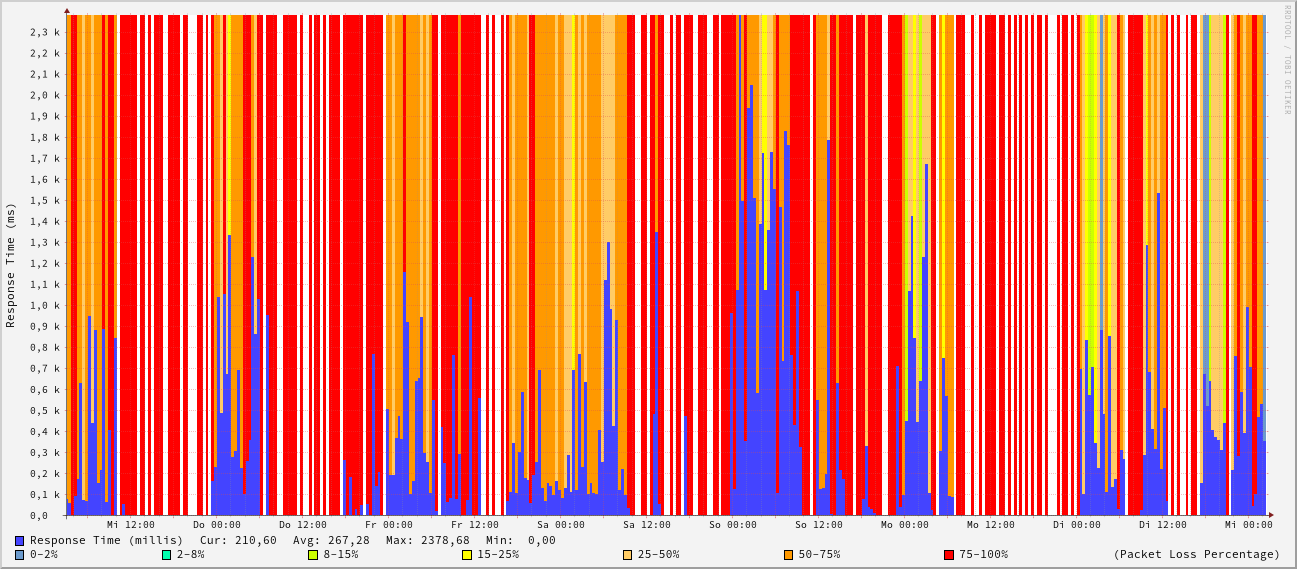 RRDTOOL / TOBI OETIKER
Response Time (ms)
2,3 k
2,2 k
2,1 k
2,0 k
1,9 k
1,8 k
1,7 k
1,6 k
1,5 k
1,4 k
1,3 k
1,2 k
1,1 k
1,0 k
0,9 k
0,8 k
0,7 k
0,6 k
0,5 k
0,4 k
0,3 k
0,2 k
0,1 k
0,0
Mi 12:00 Do 00:00 Do 12:00 Fr 00:00 Fr 12:00 Sa 00:00 Sa 12:00 So 00:00 So 12:00 Mo 00:00 Mo 12:00 Di 00:00 Di 12:00 Mi 00:00
Response Time (millis) Cur: 210,60 Avg: 267,28 Max: 2378,68 Min: 0,00
0-2% 2-8% 8-15% 15-25% 25-50% 50-75% 75-100% (Packet Loss Percentage)